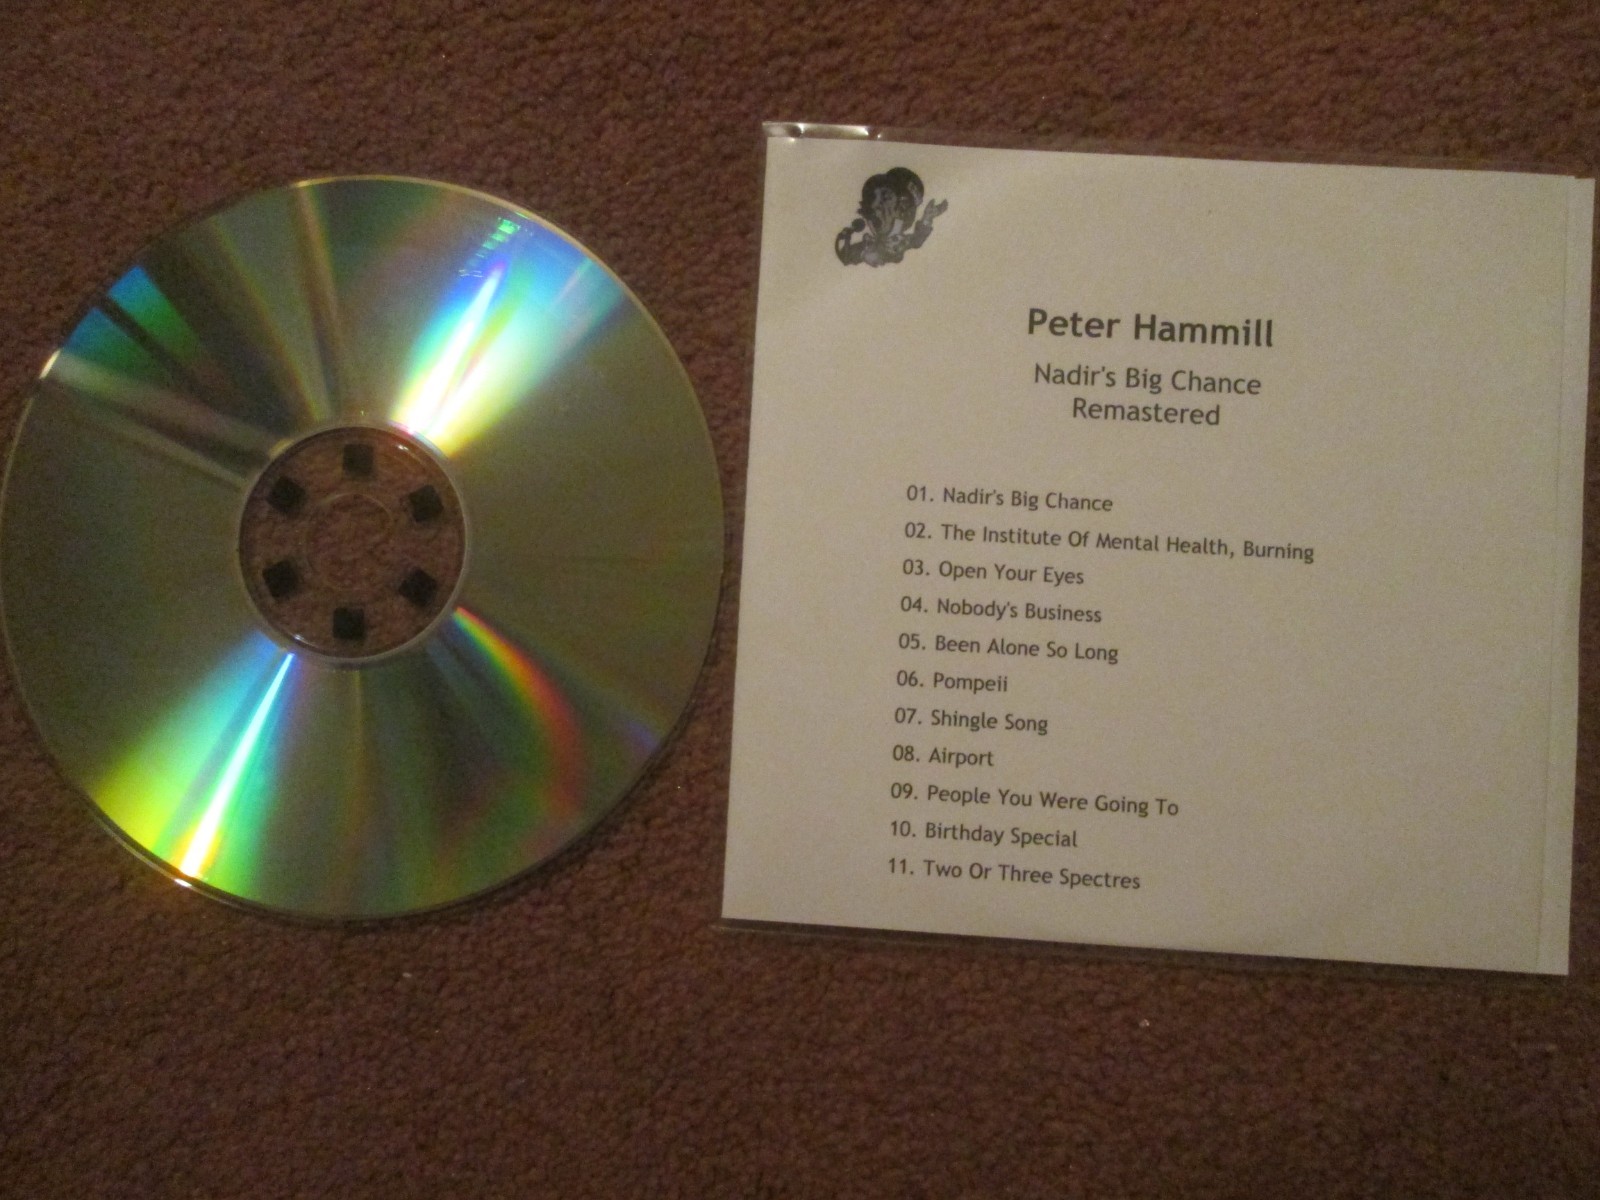 Peter Hammill
Nadir's Big Chance
Remastered
01. Nadir's Big Chance
02. The Institute Of Mental Health, Burning
03. Open Your Eyes
04. Nobody's Business
05. Been Alone So Long
06. Pompeii
07. Shingle Song
08. Airport
09. People You Were Going To
10. Birthday Special
11. Two Or Three Spectres